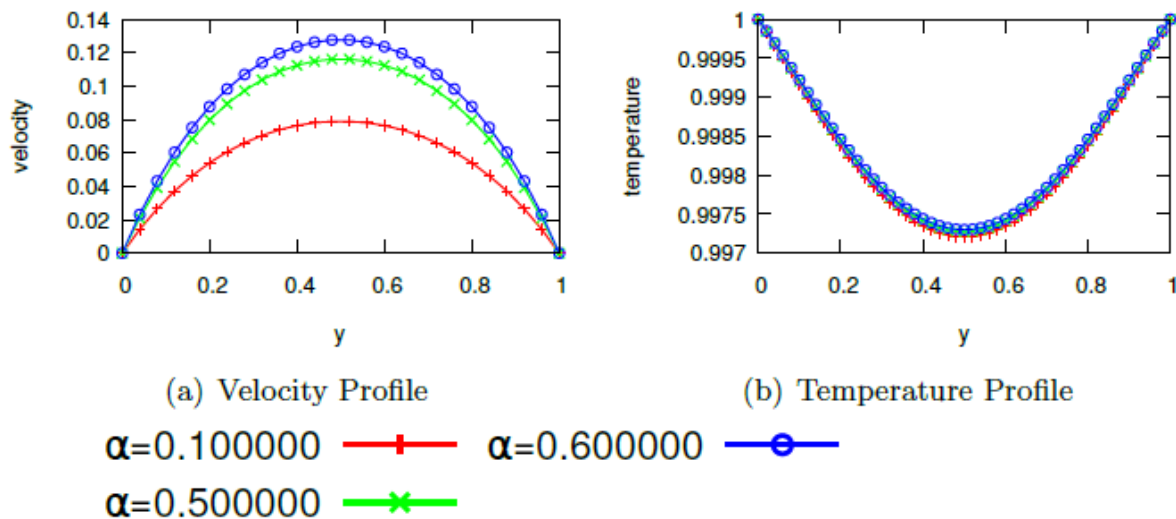 0.14
0.12
0.1
0.08
0.06
0.04
0.02
0
velocity
0 0.2 0.4 0.6 0.8 1
y
(a) Velocity Profile
1
0.9995
0.999
0.9985
0.998
0.9975
0.997
temperature
0 0.2 0.4 0.6 0.8 1
y
(b) Temperature Profile
α=0.100000
α=0.600000
α=0.500000